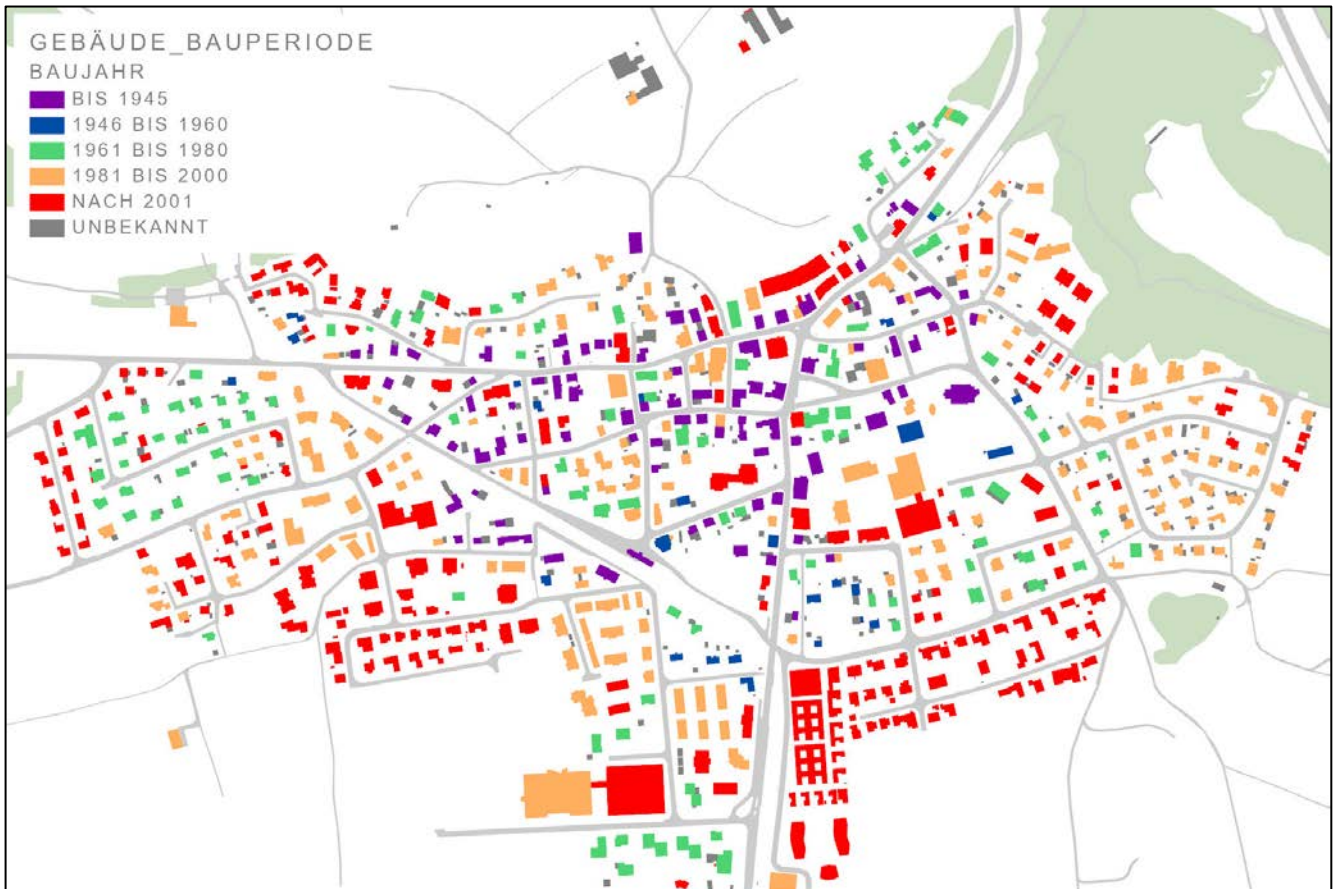 GEBÄUDE_BAUPERIODE
BAUJAHR
BIS 1945
1946 BIS 1960
1961 BIS 1980
1981 BIS 2000
NACH 2001
UNBEKANNT